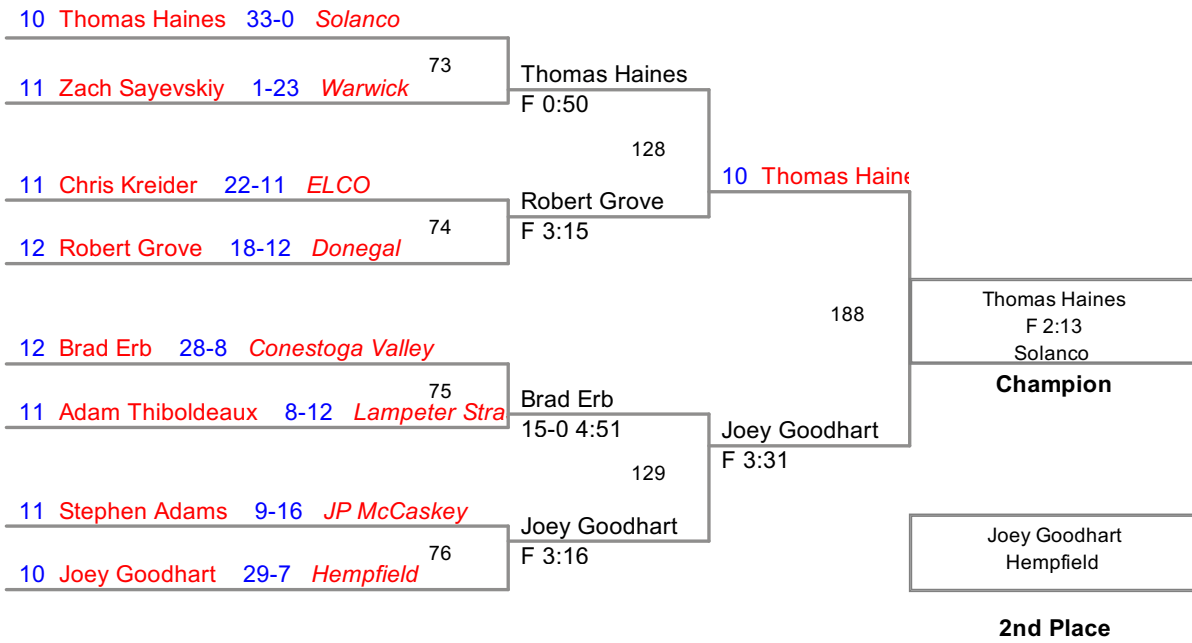 10 Thomas Haines 33-0 Solanco
73
11 Zach Sayevskiy 1-23 Warwick
Thomas Haines
F 0:50
128
11 Chris Kreider 22-11 ELCO
74
12 Robert Grove 18-12 Donegal
Robert Grove
F 3:15
10 Thomas Haine
188
12 Brad Erb 28-8 Conestoga Valley
75
11 Adam Thiboldeaux 8-12 Lampeter Stra
Brad Erb
15-0 4:51
129
11 Stephen Adams 9-16 JP McCaskey
76
10 Joey Goodhart 29-7 Hempfield
Joey Goodhart
F 3:16
Joey Goodhart
F 3:31
Thomas Haines
F 2:13
Solanco
Champion
Joey Goodhart
Hempfield
2nd Place